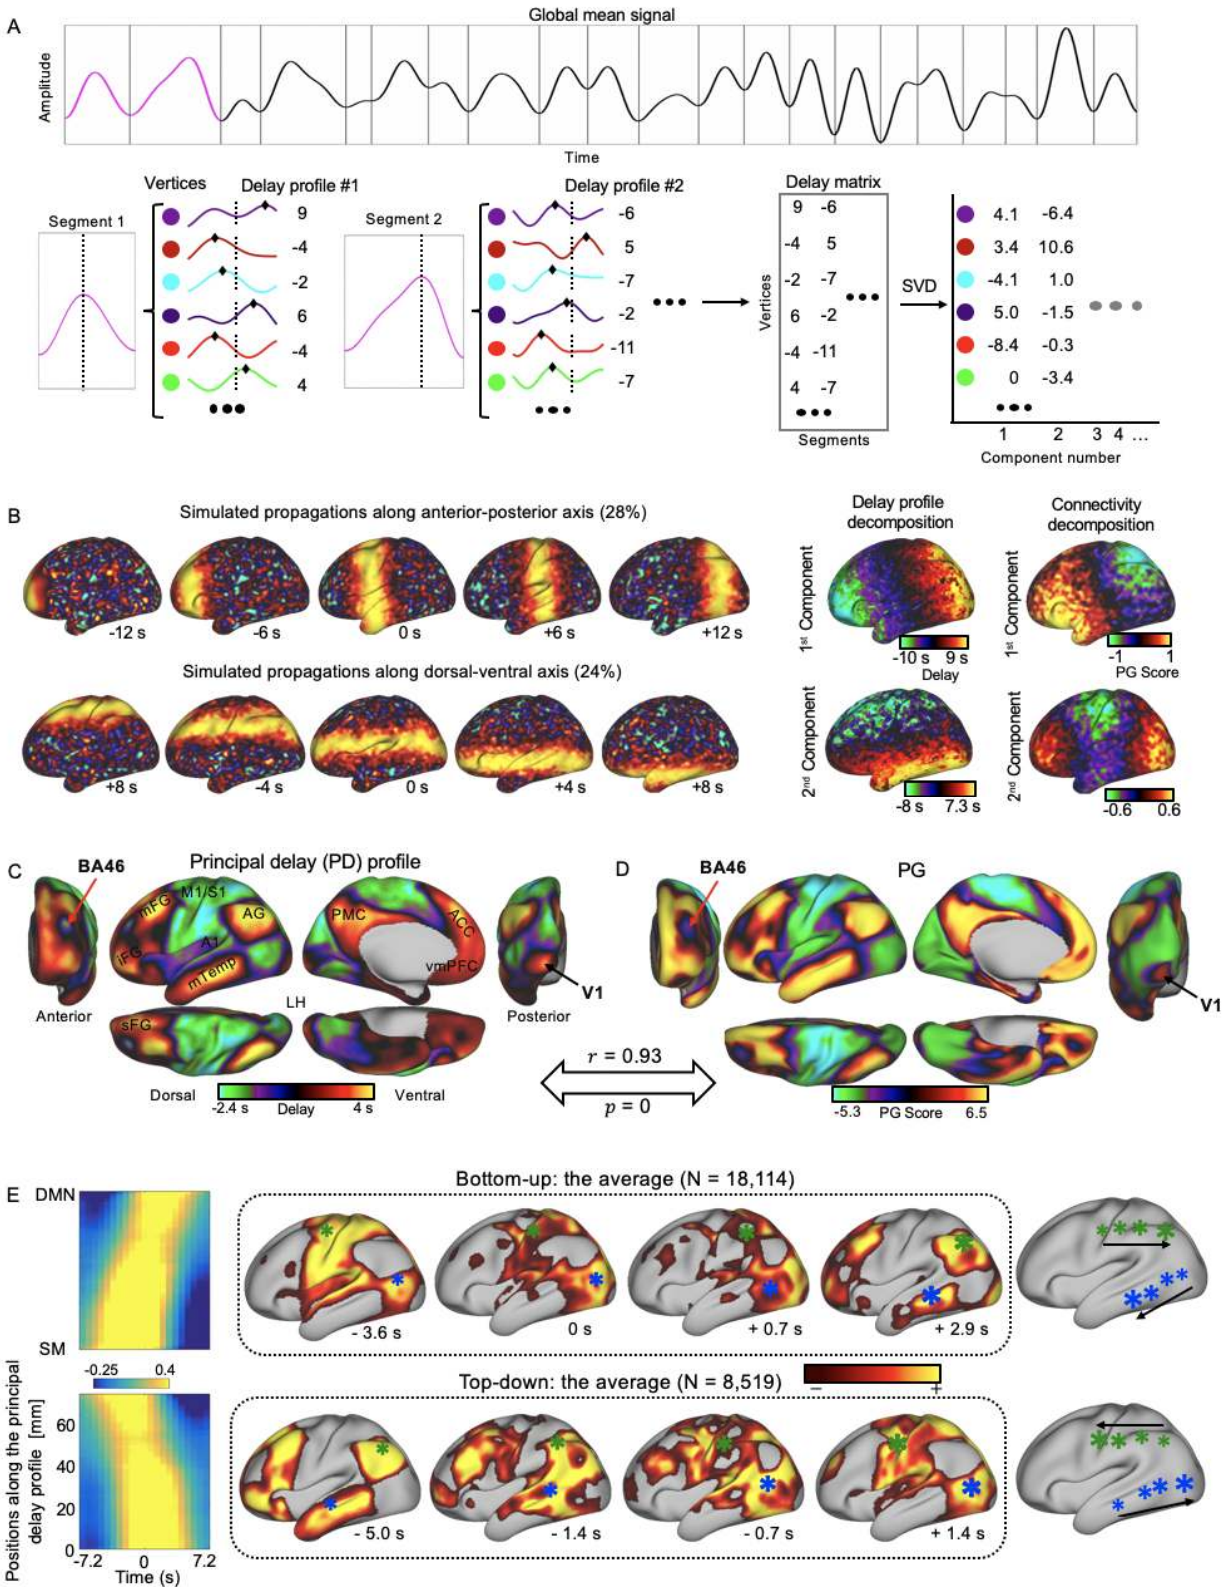 A
Global mean signal
Amplitude
Time
Vertices
Delay profile #1
Delay profile #2
Delay matrix
Segment 1
9
-4
-2
6
-4
4
Segment 2
-6
5
-7
-2
-11
-7
Vertices
9 -6
-4 5
-2 -7
6 -2
-4 -11
4 -7
Segments
SVD
4.1 -6.4
3.4 10.6
-4.1 1.0
5.0 -1.5
-8.4 -0.3
0 -3.4
1 2 3 4 ...
Component number
B
Simulated propagations along anterior-posterior axis (28%)
-12 s
-6 s
0 s
+6 s
+12 s
Simulated propagations along dorsal-ventral axis (24%)
+8 s
-4 s
0 s
+4 s
+8 s
Delay profile
decomposition
Connectivity
decomposition
1st Component
-10 s 9 s
Delay
1st Component
-1 1
PG Score
2nd Component
-8 s 7.3 s
2nd Component
-0.6 0.6
C
BA46
Principal delay (PD) profile
mFG
M1/S1
AG
A1
iFG
mTemp
PMC
ACC
vmPFC
V1
Anterior
LH
Posterior
sFG
Dorsal
Ventral
-2.4 s Delay 4 s
r = 0.93
p = 0
D
BA46
PG
V1
-5.3 PG Score 6.5
E
DMN
SM
-0.25 0.4
Positions along the principal
delay profile [mm]
60
40
20
0
-7.2 0 7.2
Time (s)
Bottom-up: the average (N = 18,114)
- 3.6 s
0 s
+ 0.7 s
+ 2.9 s
− +
Top-down: the average (N = 8,519)
- 5.0 s
- 1.4 s
- 0.7 s
+ 1.4 s